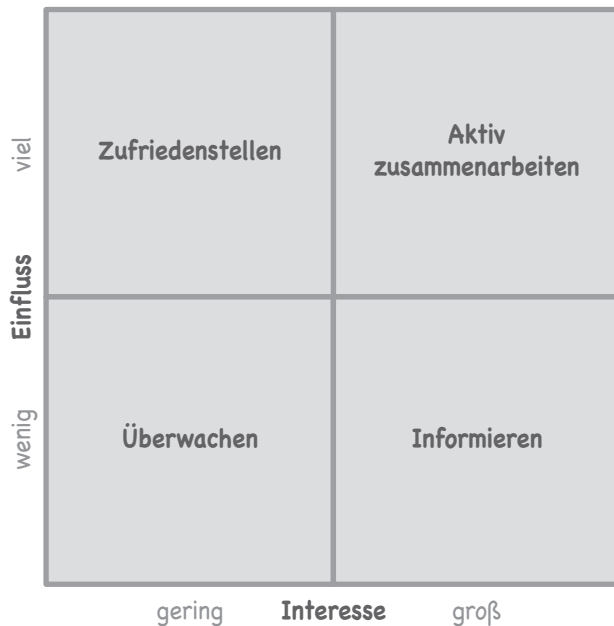 viel
Zufriedenstellen
Aktiv
zusammenarbeiten
Einfluss
wenig
Überwachen
Informieren
gering
Interesse
groß